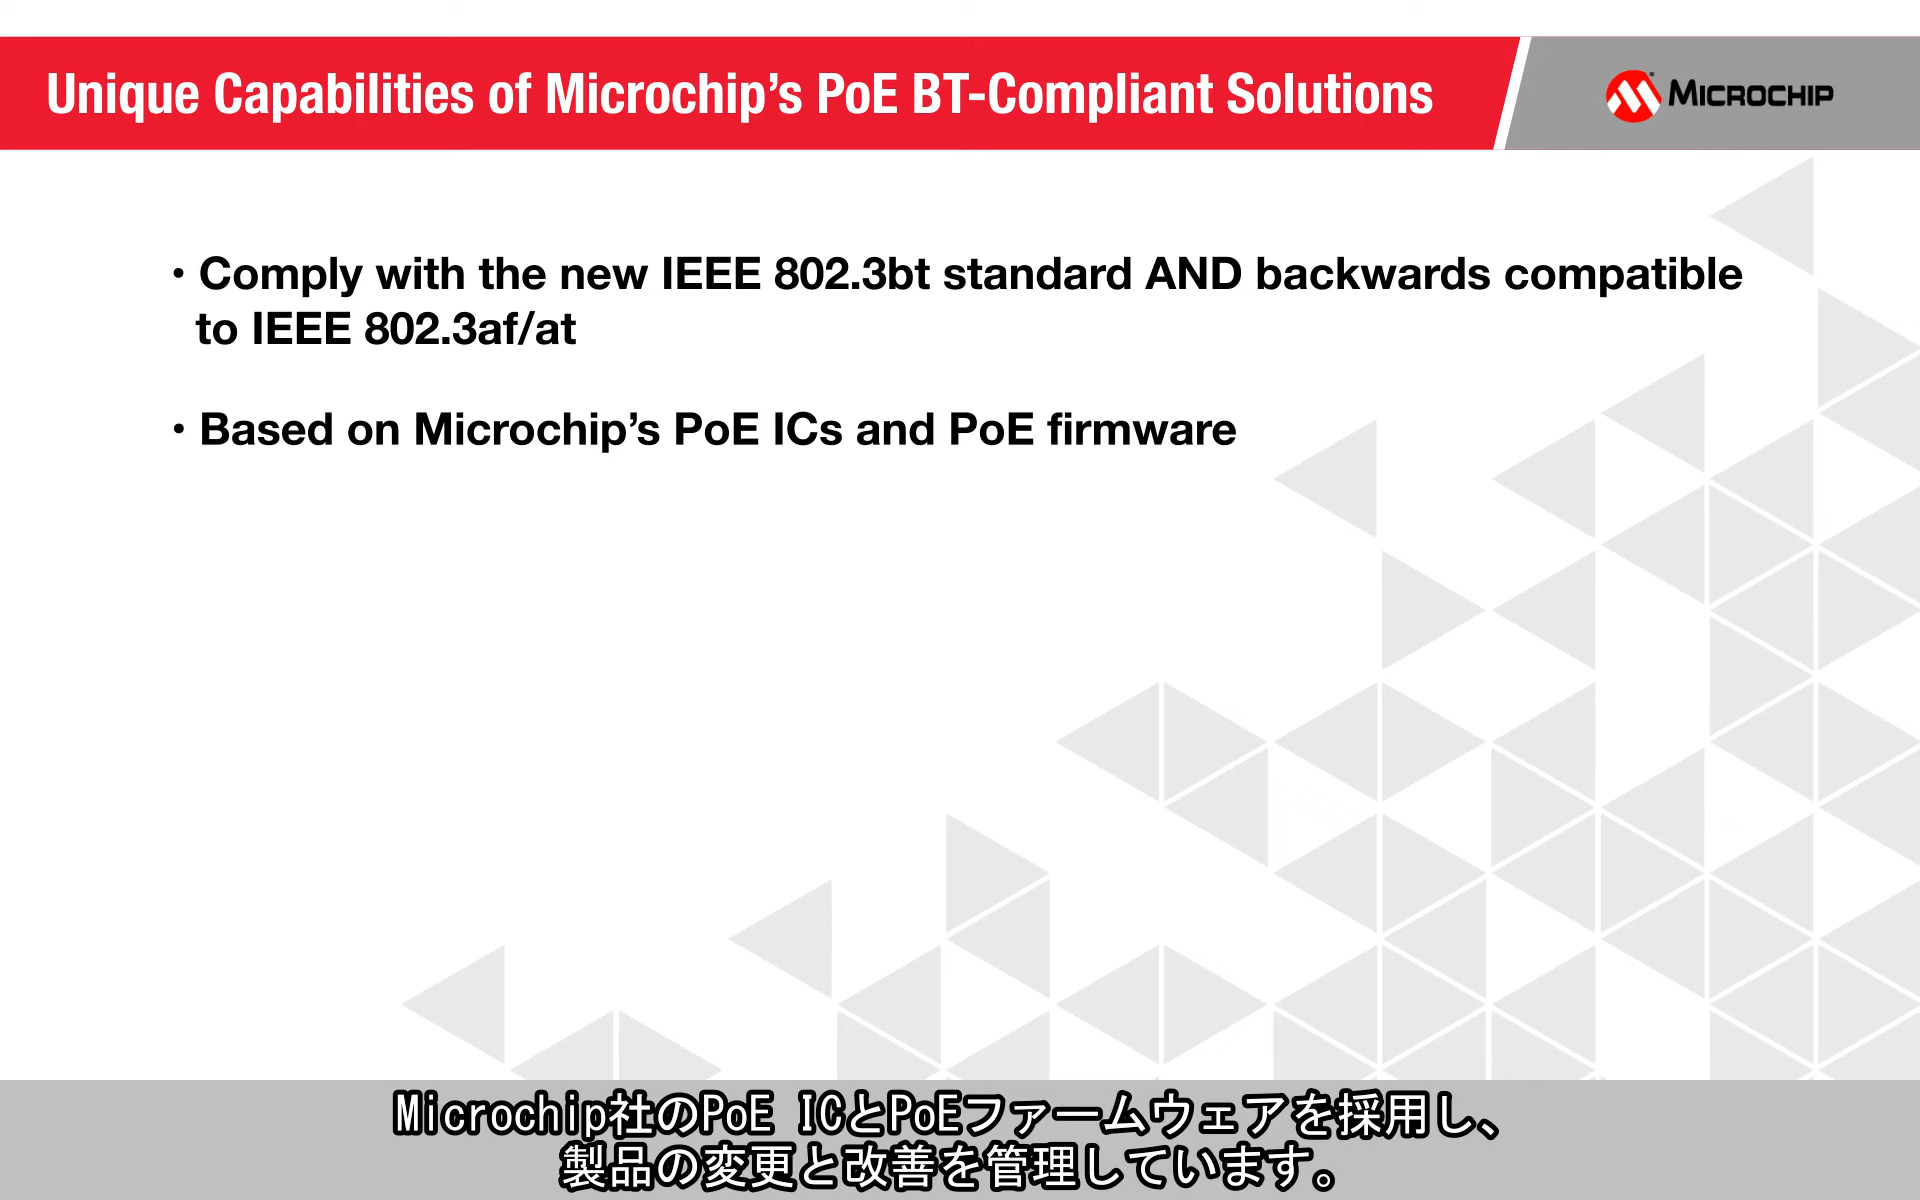 Unique Capabilities of Microchip’s PoE BT-Compliant Solutions
MICROCHIP
• Comply with the new IEEE 802.3bt standard AND backwards compatible
to IEEE 802.3af/at
• Based on Microchip’s PoE ICs and PoE firmware
Microchip社のPoE ICとPoEファームウェアを採用し、
製品の変更と改善を管理しています。